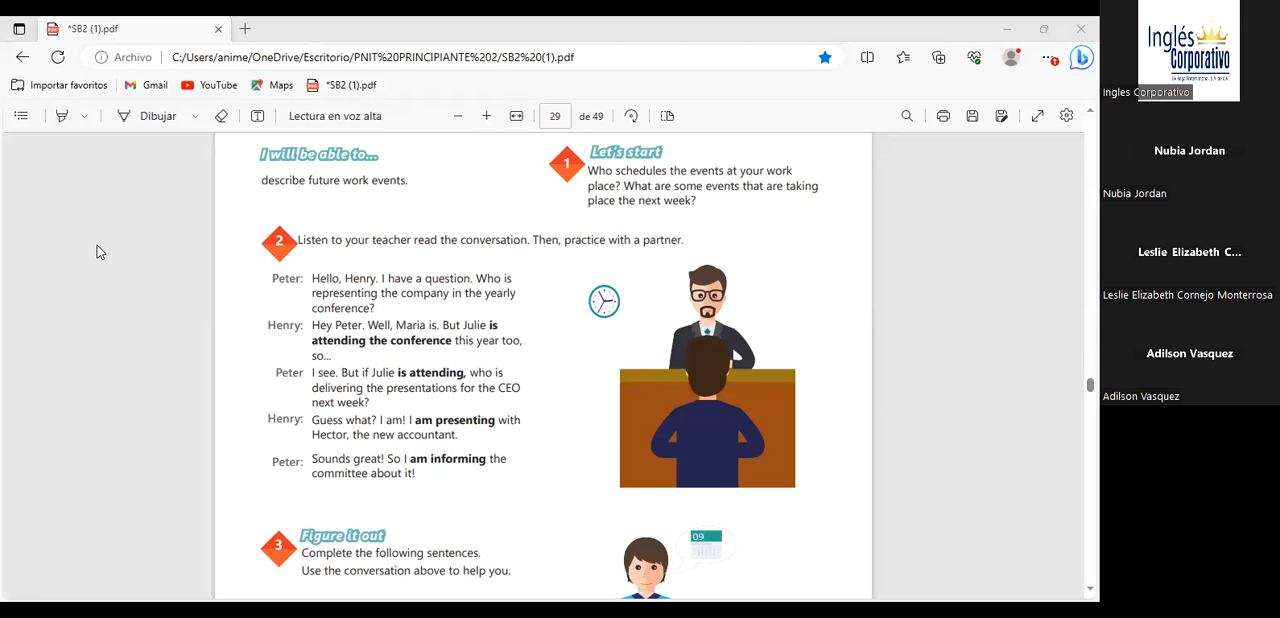 *SB2 (1).pdf
Archivo
C:/Users/anime/OneDrive/Escritorio/PNIT%20PRINCIPIANTE%202/SB2%20(1).pdf
Importar favoritos
Gmail
YouTube
Maps
*SB2 (1).pdf
Dibujar
Lectura en voz alta
29
de 49
I will be able to...
describe future work events.
1
Let's start
Who schedules the events at your work
place? What are some events that are taking
place the next week?
2
Listen to your teacher read the conversation. Then, practice with a partner.
Peter: Hello, Henry. I have a question. Who is
representing the company in the yearly
conference?
Henry: Hey Peter. Well, Maria is. But Julie is
attending the conference this year too,
so...
Peter I see. But if Julie is attending, who is
delivering the presentations for the CEO
next week?
Henry: Guess what? I am! I am presenting with
Hector, the new accountant.
Peter: Sounds great! So I am informing the
committee about it!
3
Figure it out
Complete the following sentences.
Use the conversation above to help you.
09
Inglés
Corporativo
Ingles Corporativo
Nubia Jordan
Nubia Jordan
Leslie Elizabeth C...
Leslie Elizabeth Cornejo Monterrosa
Adilson Vasquez
Adilson Vasquez